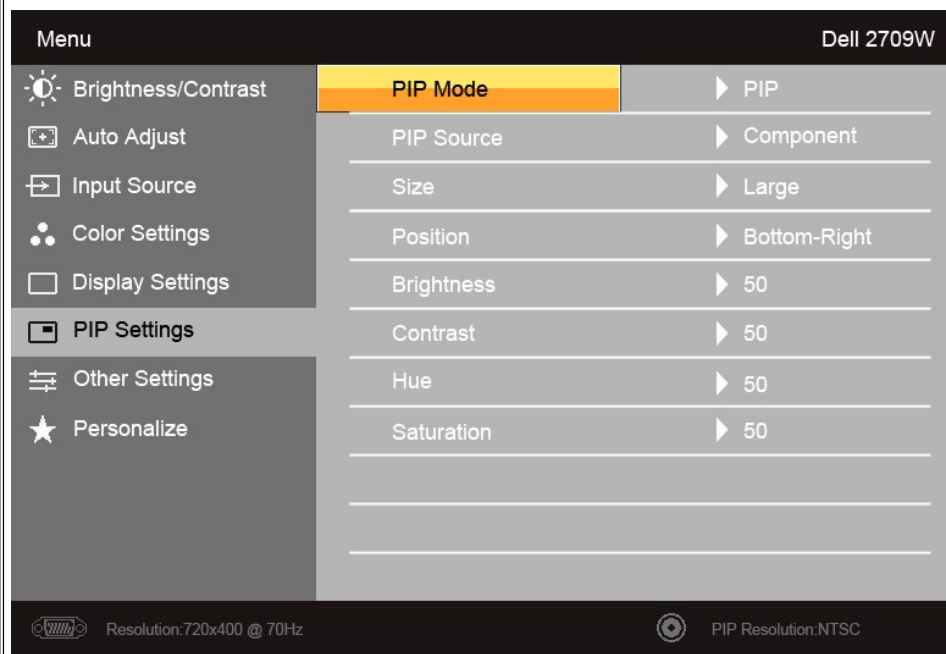 Menu Dell 2709W
Brightness/Contrast PIP Mode PIP
Auto Adjust PIP Source Component
Input Source Size Large
Color Settings Position Bottom-Right
Display Settings Brightness 50
PIP Settings Contrast 50
Other Settings Hue 50
Personalize Saturation 50
Resolution:720x400 @ 70Hz PIP Resolution:NTSC